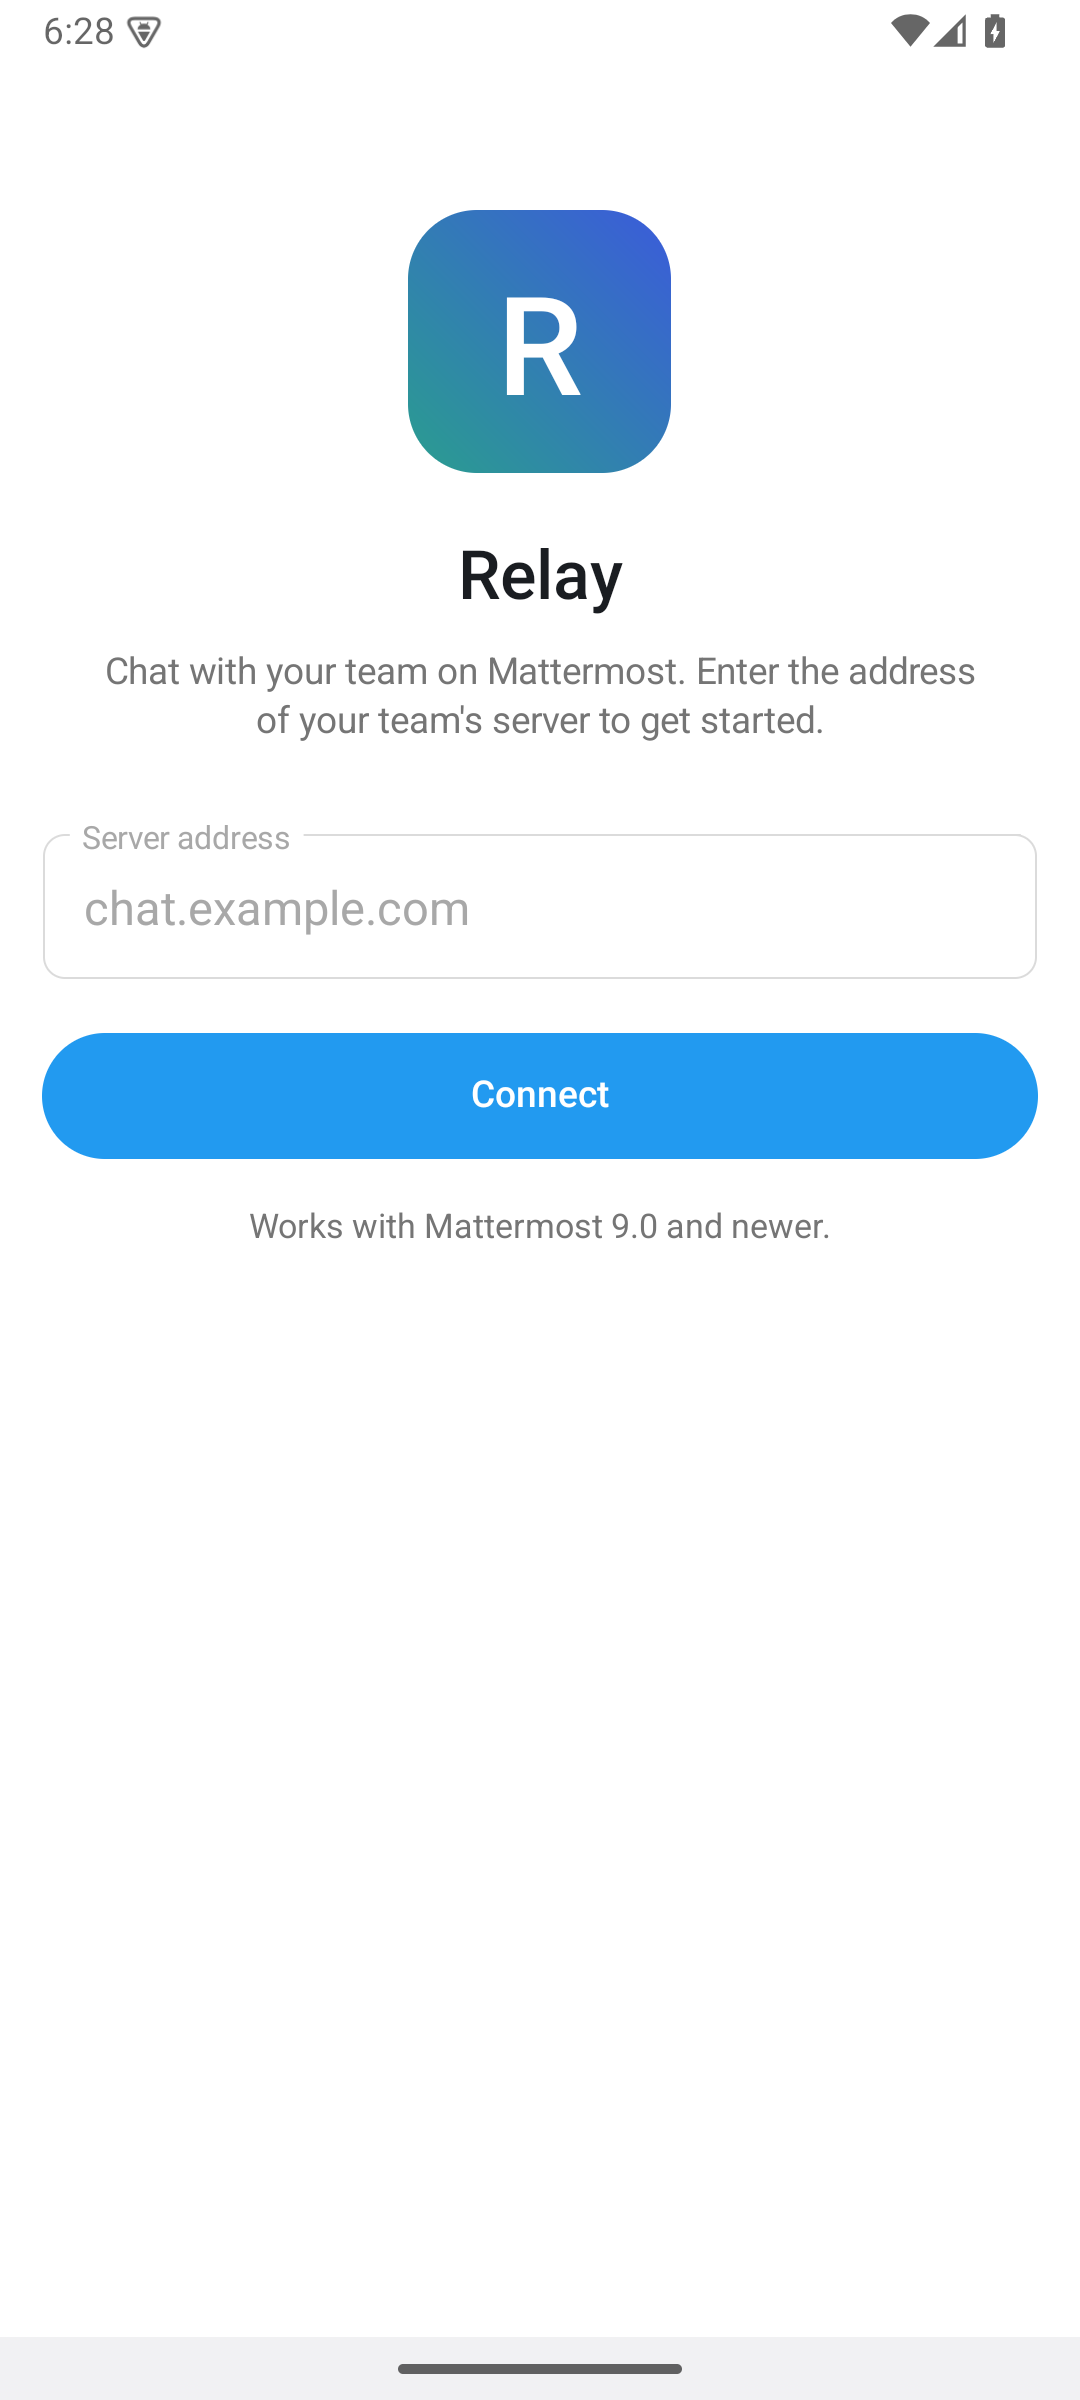 6:28
R
Relay
Chat with your team on Mattermost. Enter the address
of your team's server to get started.
Server address
chat.example.com
Connect
Works with Mattermost 9.0 and newer.